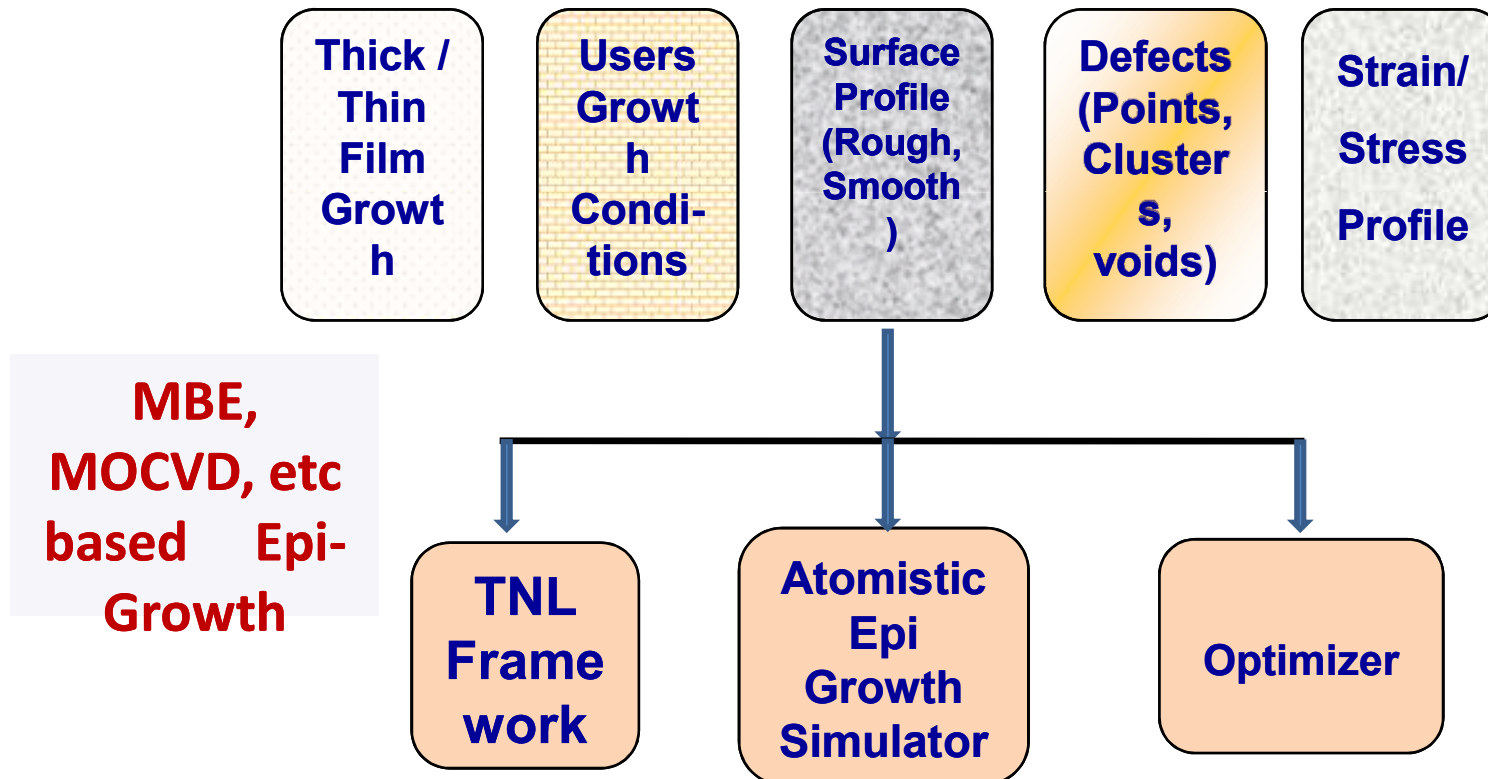 Thick /
Thin
Film
Growt
h
Users
Growt
h
Condi-
tions
Surface
Profile
(Rough,
Smooth
)
Defects
(Points,
Cluster
s,
voids)
Strain/
Stress
Profile
MBE,
MOCVD, etc
based Epi-
Growth
TNL
Frame
work
Atomistic
Epi
Growth
Simulator
Optimizer